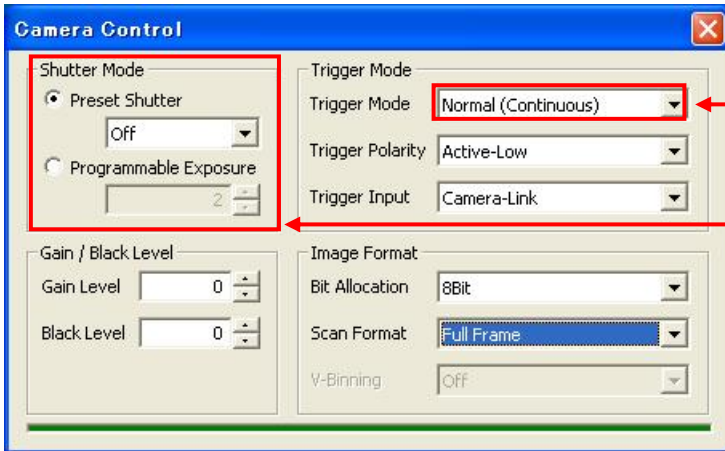 Camera Control
Shutter Mode
Preset Shutter
Off
Programmable Exposure
2
Trigger Mode
Trigger Mode Normal (Continuous)
Trigger Polarity Active-Low
Trigger Input Camera-Link
Gain / Black Level
Gain Level 0
Black Level 0
Image Format
Bit Allocation 8Bit
Scan Format Full Frame
V-Binning Off